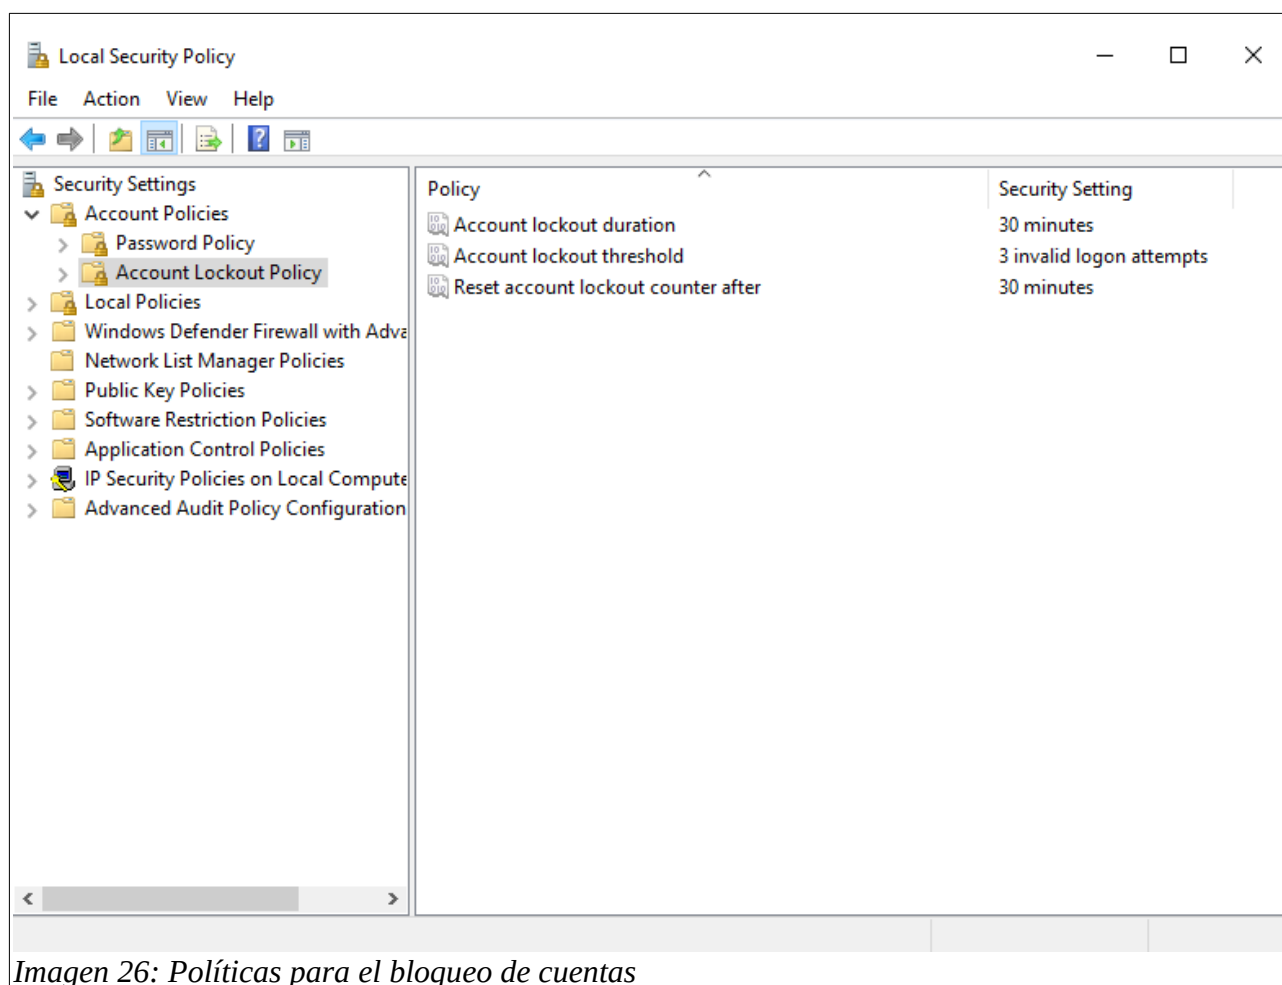 Local Security Policy
File Action View Help
Security Settings
Account Policies
Password Policy
Account Lockout Policy
Local Policies
Windows Defender Firewall with Adva
Network List Manager Policies
Public Key Policies
Software Restriction Policies
Application Control Policies
IP Security Policies on Local Compute
Advanced Audit Policy Configuration
Policy Security Setting
Account lockout duration 30 minutes
Account lockout threshold 3 invalid logon attempts
Reset account lockout counter after 30 minutes
Imagen 26: Políticas para el bloqueo de cuentas